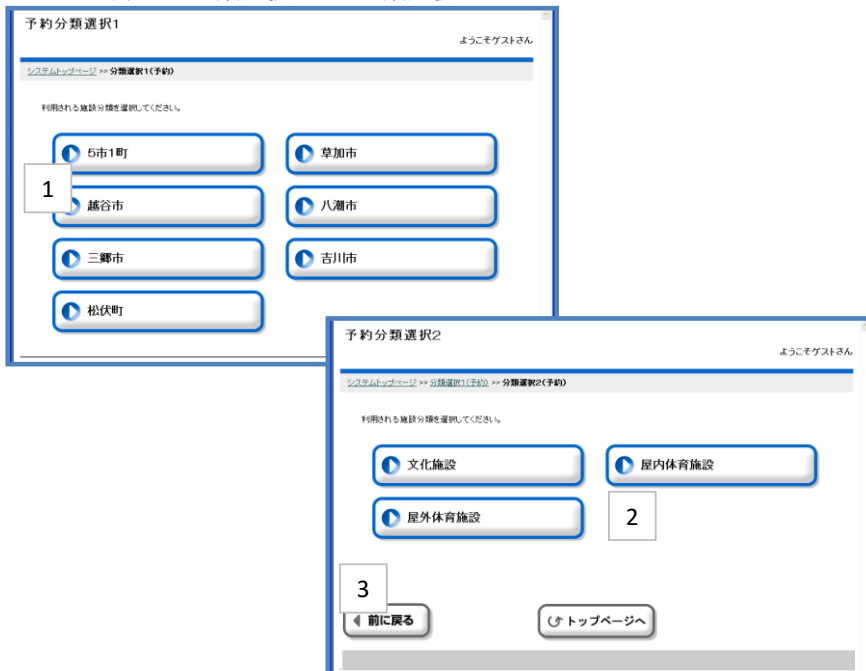 予約分類選択1
ようこそゲストさん
システムトップページ >> 分類選択1(予約)
利用される施設分類を選択してください。
5市1町
草加市
1
越谷市
八潮市
三郷市
吉川市
松伏町
予約分類選択2
ようこそゲストさん
システムトップページ >> 分類選択1(予約) >> 分類選択2(予約)
利用される施設分類を選択してください。
文化施設
屋内体育施設
屋外体育施設
2
3
前に戻る
トップページへ